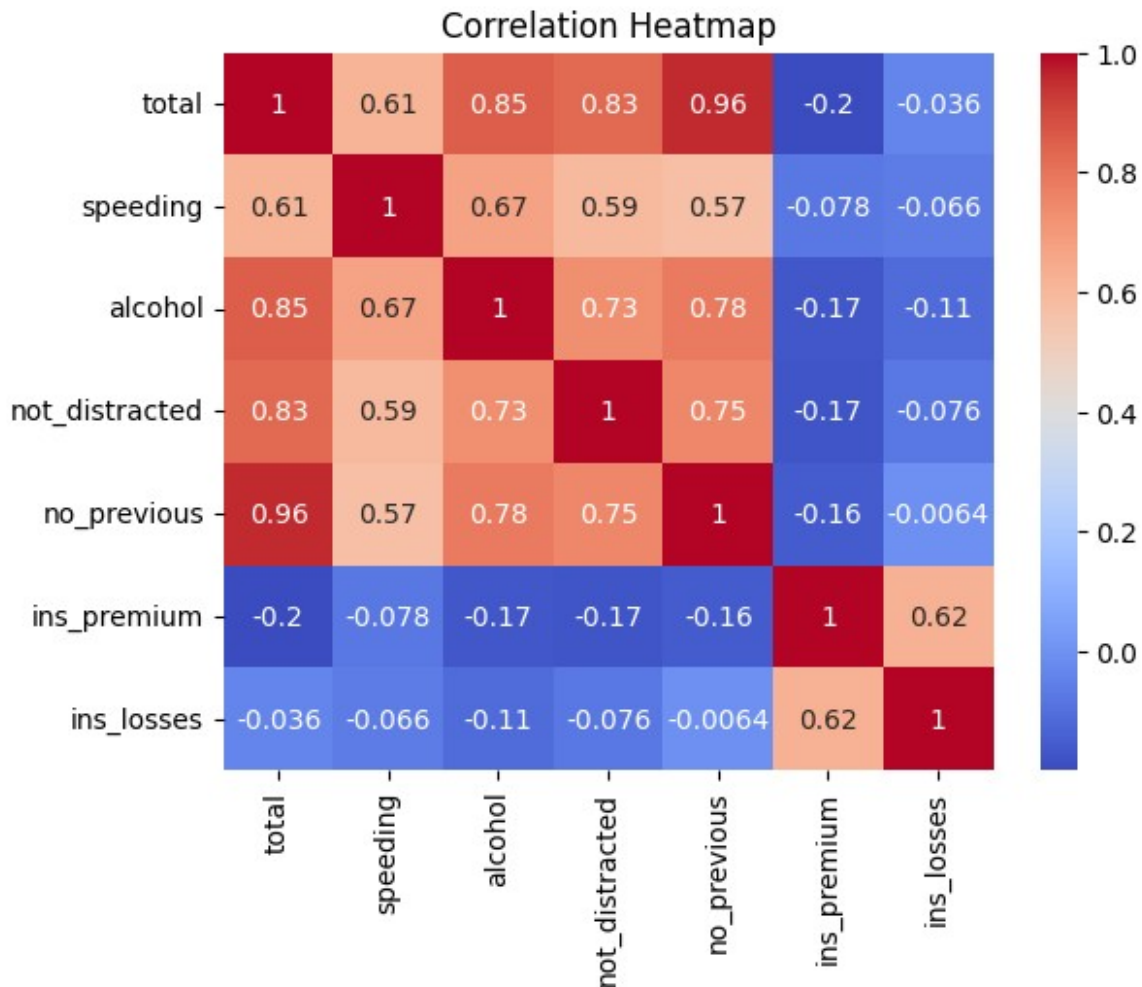 Correlation Heatmap
total 1 0.61 0.85 0.83 0.96 -0.2 -0.036
speeding 0.61 1 0.67 0.59 0.57 -0.078 -0.066
alcohol 0.85 0.67 1 0.73 0.78 -0.17 -0.11
not_distracted 0.83 0.59 0.73 1 0.75 -0.17 -0.076
no_previous 0.96 0.57 0.78 0.75 1 -0.16 -0.0064
ins_premium -0.2 -0.078 -0.17 -0.17 -0.16 1 0.62
ins_losses -0.036 -0.066 -0.11 -0.076 -0.0064 0.62 1
total
speeding
alcohol
not_distracted
no_previous
ins_premium
ins_losses
1.0
0.8
0.6
0.4
0.2
0.0